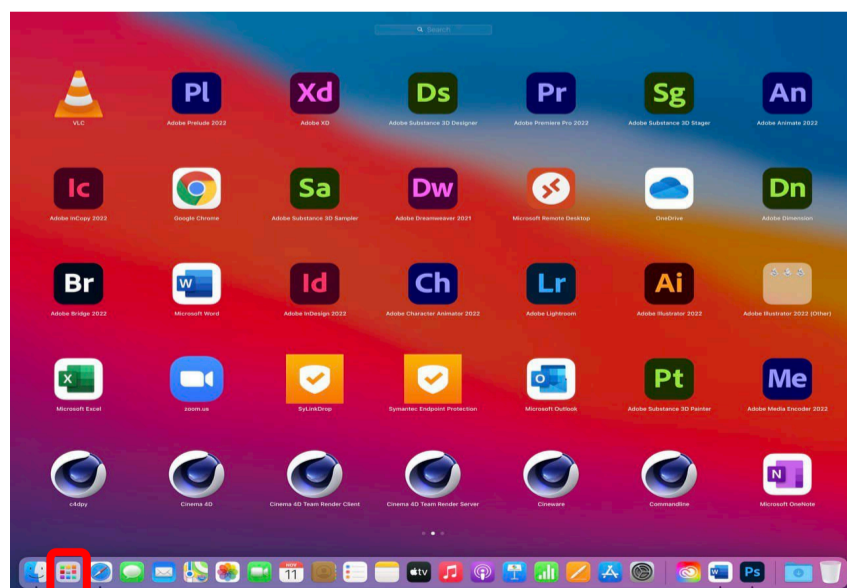 Search
Pl
Xd
Ds
Pr
Sg
An
VLC
Adobe Prelude 2022
Adobe XD
Adobe Substance 3D Designer
Adobe Premiere Pro 2022
Adobe Substance 3D Stager
Adobe Animate 2022
Ic
Sa
Dw
Dn
Adobe InCopy 2023
Google Chrome
Adobe Substance 3D Sampler
Adobe Dreamweaver 2021
Microsoft Remote Desktop
OneDrive
Adobe Dimension
Br
W
Id
Ch
Lr
Ai
Adobe Bridge 2022
Microsoft Word
Adobe InDesign 2023
Adobe Character Animator 2022
Adobe Lightroom
Adobe Illustrator 2022
Adobe Illustrator 2022 (Other)
X
O
Pt
Me
Microsoft Excel
zoom.us
SyLinkDrop
Symantec Endpoint Protection
Microsoft Outlook
Adobe Substance 3D Painter
Adobe Media Encoder 2022
N
c4dpy
Cinema 4D
Cinema 4D Team Render Client
Cinema 4D Team Render Server
Cineware
Commandline
Microsoft OneNote
NOV
11
tv
W
Ps